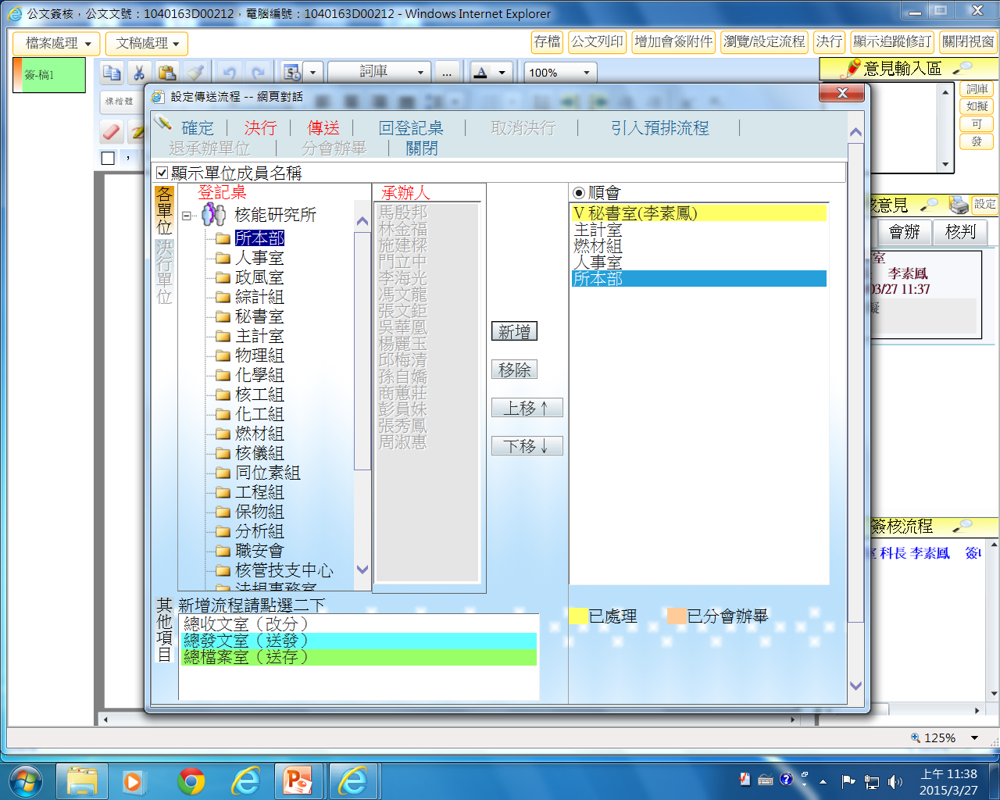 公文簽核，公文文號：1040163D00212，電腦編號：1040163D00212 - Windows Internet Explorer
檔案處理
文稿處理
存檔
公文列印
增加會簽附件
瀏覽/設定流程
決行
顯示追蹤修訂
關閉視窗
簽-稿1
詞庫
...
A
100%
意見輸入區
詞庫
如擬
可
發
設定傳送流程 -- 網頁對話
確定
決行
傳送
回登記桌
取消決行
引入預排流程
退承辦單位
分會辦畢
關閉
顯示單位成員名稱
各單位
決行單位
登記桌
核能研究所
所本部
人事室
政風室
綜計組
秘書室
主計室
物理組
化學組
核工組
化工組
燃材組
核儀組
同位素組
工程組
保物組
分析組
職安會
核管技支中心
法規事務室
承辦人
馬殷邦
林金福
施建樑
門立中
李海光
馮文龍
張文鉅
吳華凰
楊麗玉
邱梅清
孫自嬌
商蕙莊
彭員妹
張秀鳳
周淑惠
新增
移除
上移↑
下移↓
順會
V 秘書室(李素鳳)
主計室
燃材組
人事室
所本部
其他項目
新增流程請點選二下
總收文室（改分）
總發文室（送發）
總檔案室（送存）
已處理
已分會辦畢
核意見
設定
會辦
核判
室
李素鳳
03/27 11:37
擬
簽核流程
室 科長 李素鳳
125%
上午 11:38
2015/3/27